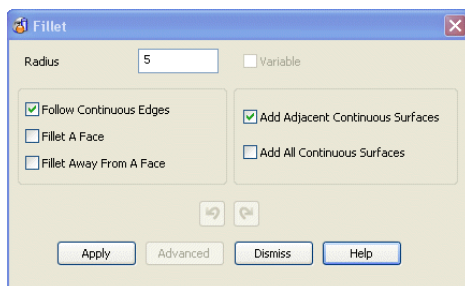 Fillet
Radius 5 Variable
Follow Continuous Edges
Fillet A Face
Fillet Away From A Face
Add Adjacent Continuous Surfaces
Add All Continuous Surfaces
Apply Advanced Dismiss Help